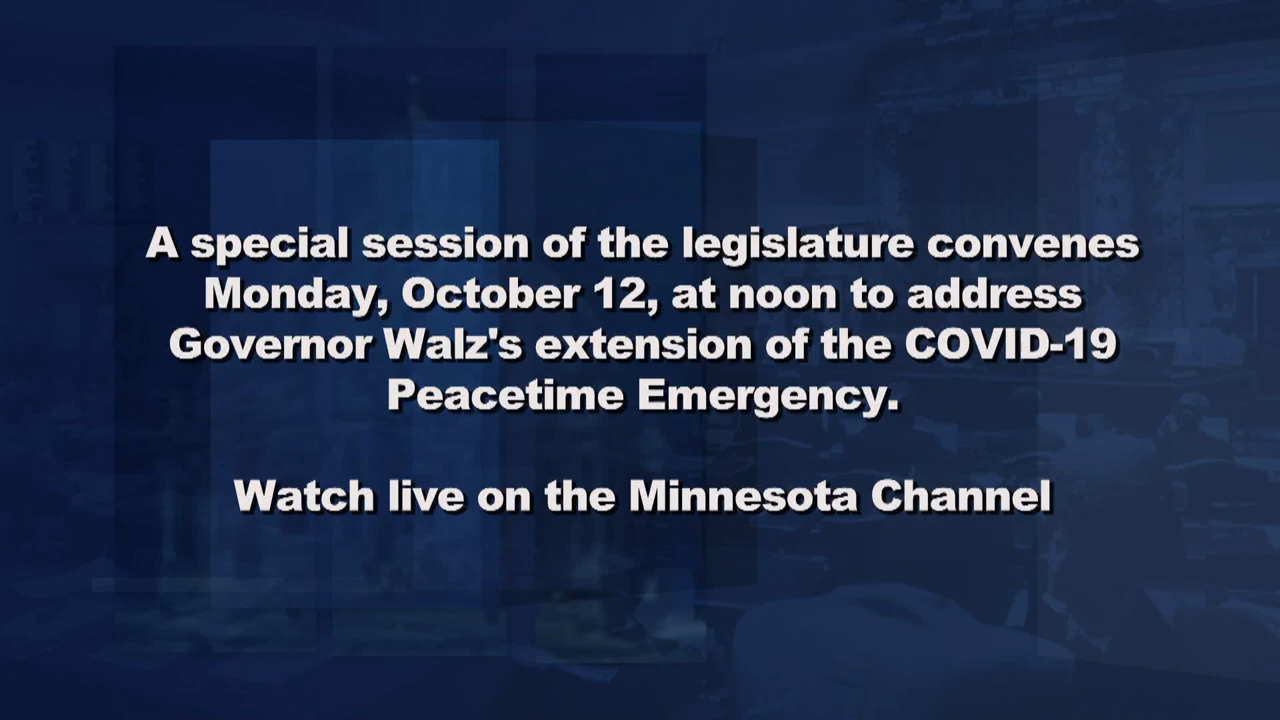 A special session of the legislature convenes
Monday, October 12, at noon to address
Governor Walz's extension of the COVID-19
Peacetime Emergency.
Watch live on the Minnesota Channel